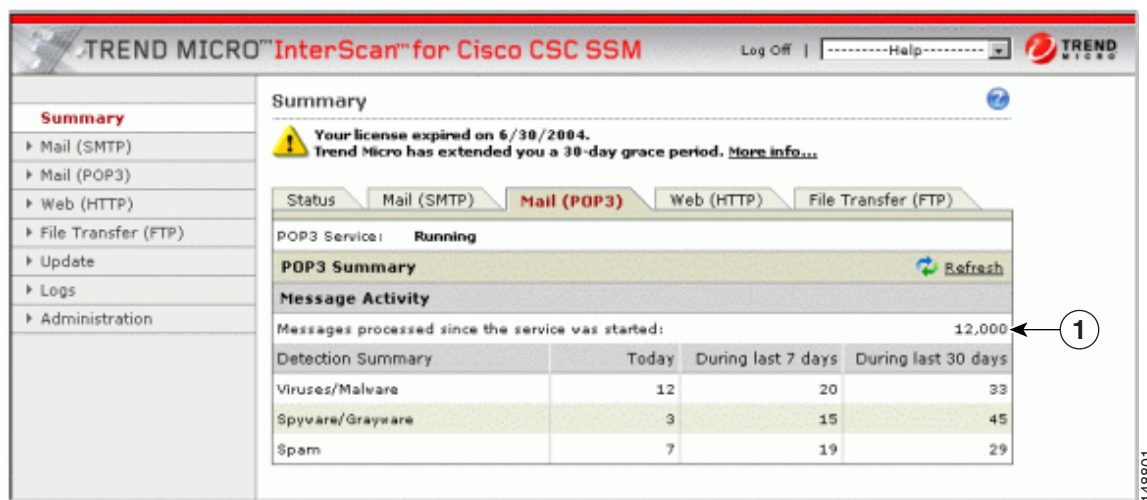 TREND MICRO™ InterScan™ for Cisco CSC SSM
Log Off | ---------Help---------
TREND MICRO
Summary
Mail (SMTP)
Mail (POP3)
Web (HTTP)
File Transfer (FTP)
Update
Logs
Administration
Summary
?
Your license expired on 6/30/2004.
Trend Micro has extended you a 30-day grace period. More info...
Status Mail (SMTP) Mail (POP3) Web (HTTP) File Transfer (FTP)
POP3 Service: Running
POP3 Summary Refresh
Message Activity
Messages processed since the service was started: 12,000
1
Detection Summary Today During last 7 days During last 30 days
Viruses/Malware 12 20 33
Spyware/Grayware 3 15 45
Spam 7 19 29